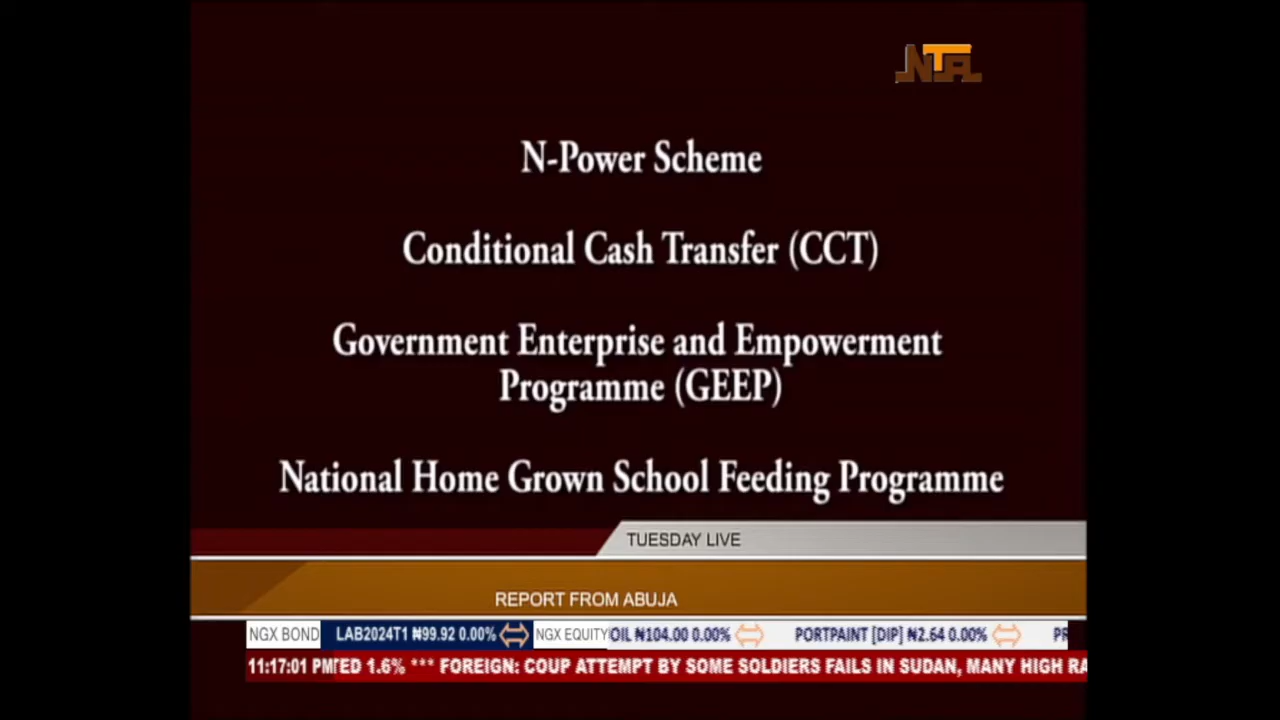 NTA
N-Power Scheme
Conditional Cash Transfer (CCT)
Government Enterprise and Empowerment
Programme (GEEP)
National Home Grown School Feeding Programme
TUESDAY LIVE
REPORT FROM ABUJA
NGX BOND LAB2024T1 ₦99.92 0.00% NGX EQUITY OIL ₦104.00 0.00% PORTPAINT [DIP] ₦2.64 0.00% PR
11:17:01 PM TED 1.6% *** FOREIGN: COUP ATTEMPT BY SOME SOLDIERS FAILS IN SUDAN, MANY HIGH RA